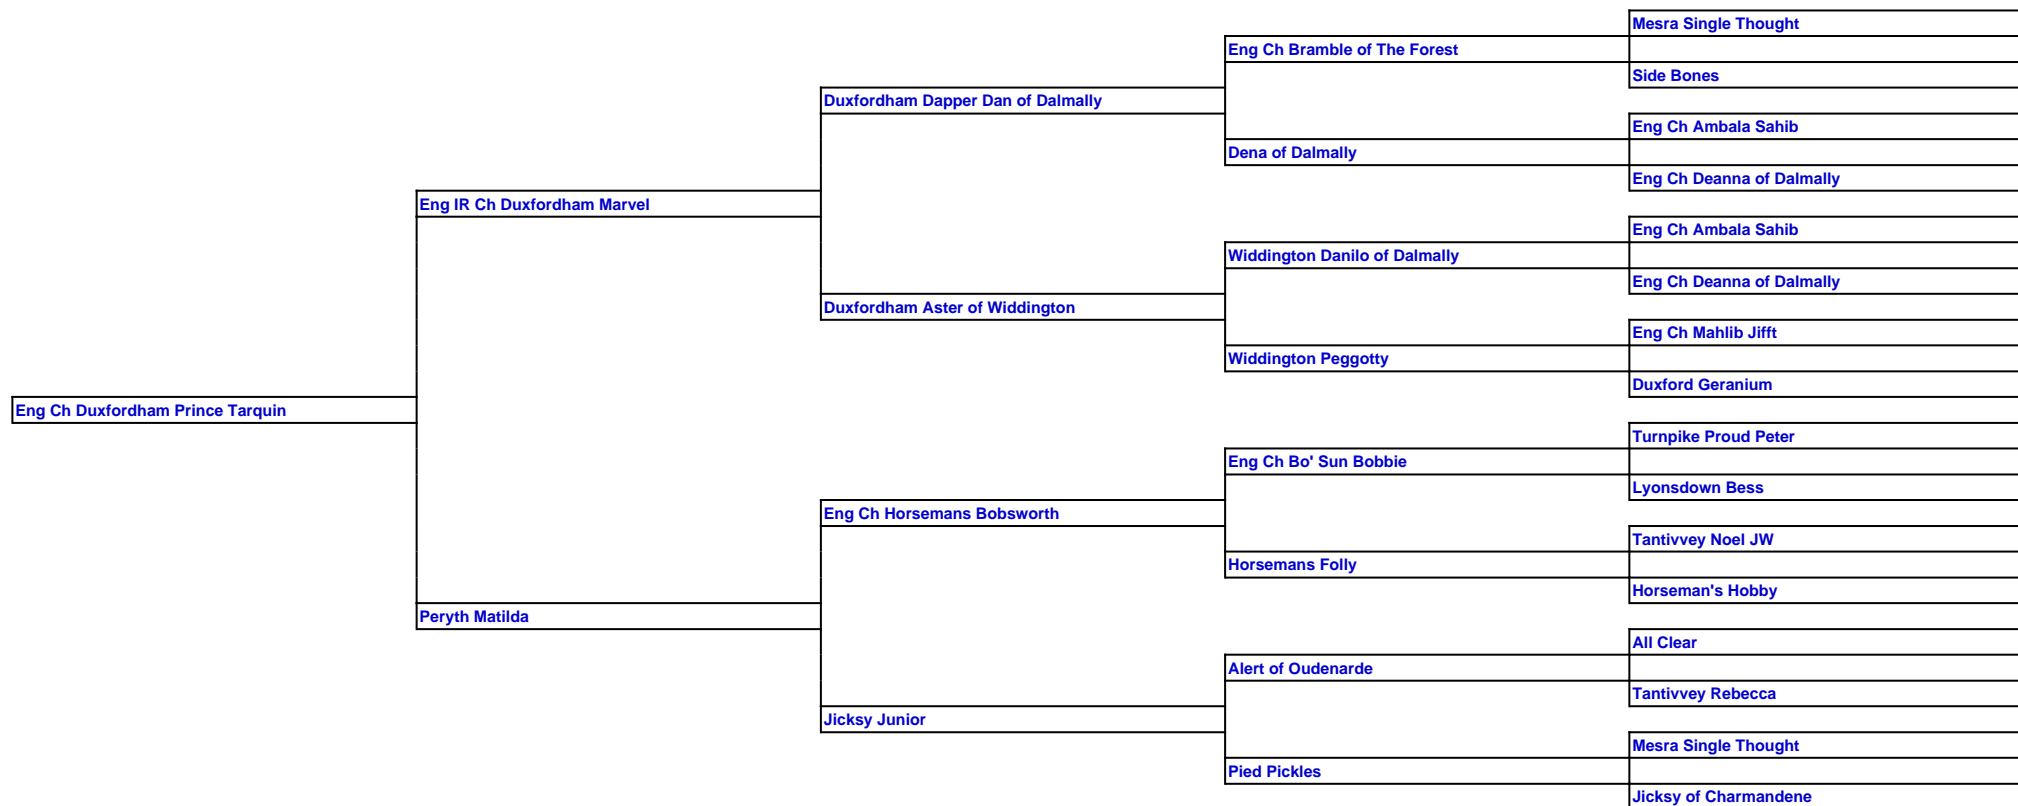 Mesra Single Thought
Eng Ch Bramble of The Forest
Side Bones
Duxfordham Dapper Dan of Dalmally
Eng Ch Ambala Sahib
Dena of Dalmally
Eng Ch Deanna of Dalmally
Eng IR Ch Duxfordham Marvel
Eng Ch Ambala Sahib
Widdington Danilo of Dalmally
Eng Ch Deanna of Dalmally
Duxfordham Aster of Widdington
Eng Ch Mahlib Jifft
Widdington Peggotty
Duxford Geranium
Eng Ch Duxfordham Prince Tarquin
Turnpike Proud Peter
Eng Ch Bo' Sun Bobbie
Lyonsdown Bess
Eng Ch Horsemans Bobsworth
Tantivvey Noel JW
Horsemans Folly
Horseman's Hobby
Peryth Matilda
All Clear
Alert of Oudenarde
Tantivvey Rebecca
Jicksy Junior
Mesra Single Thought
Pied Pickles
Jicksy of Charmandene